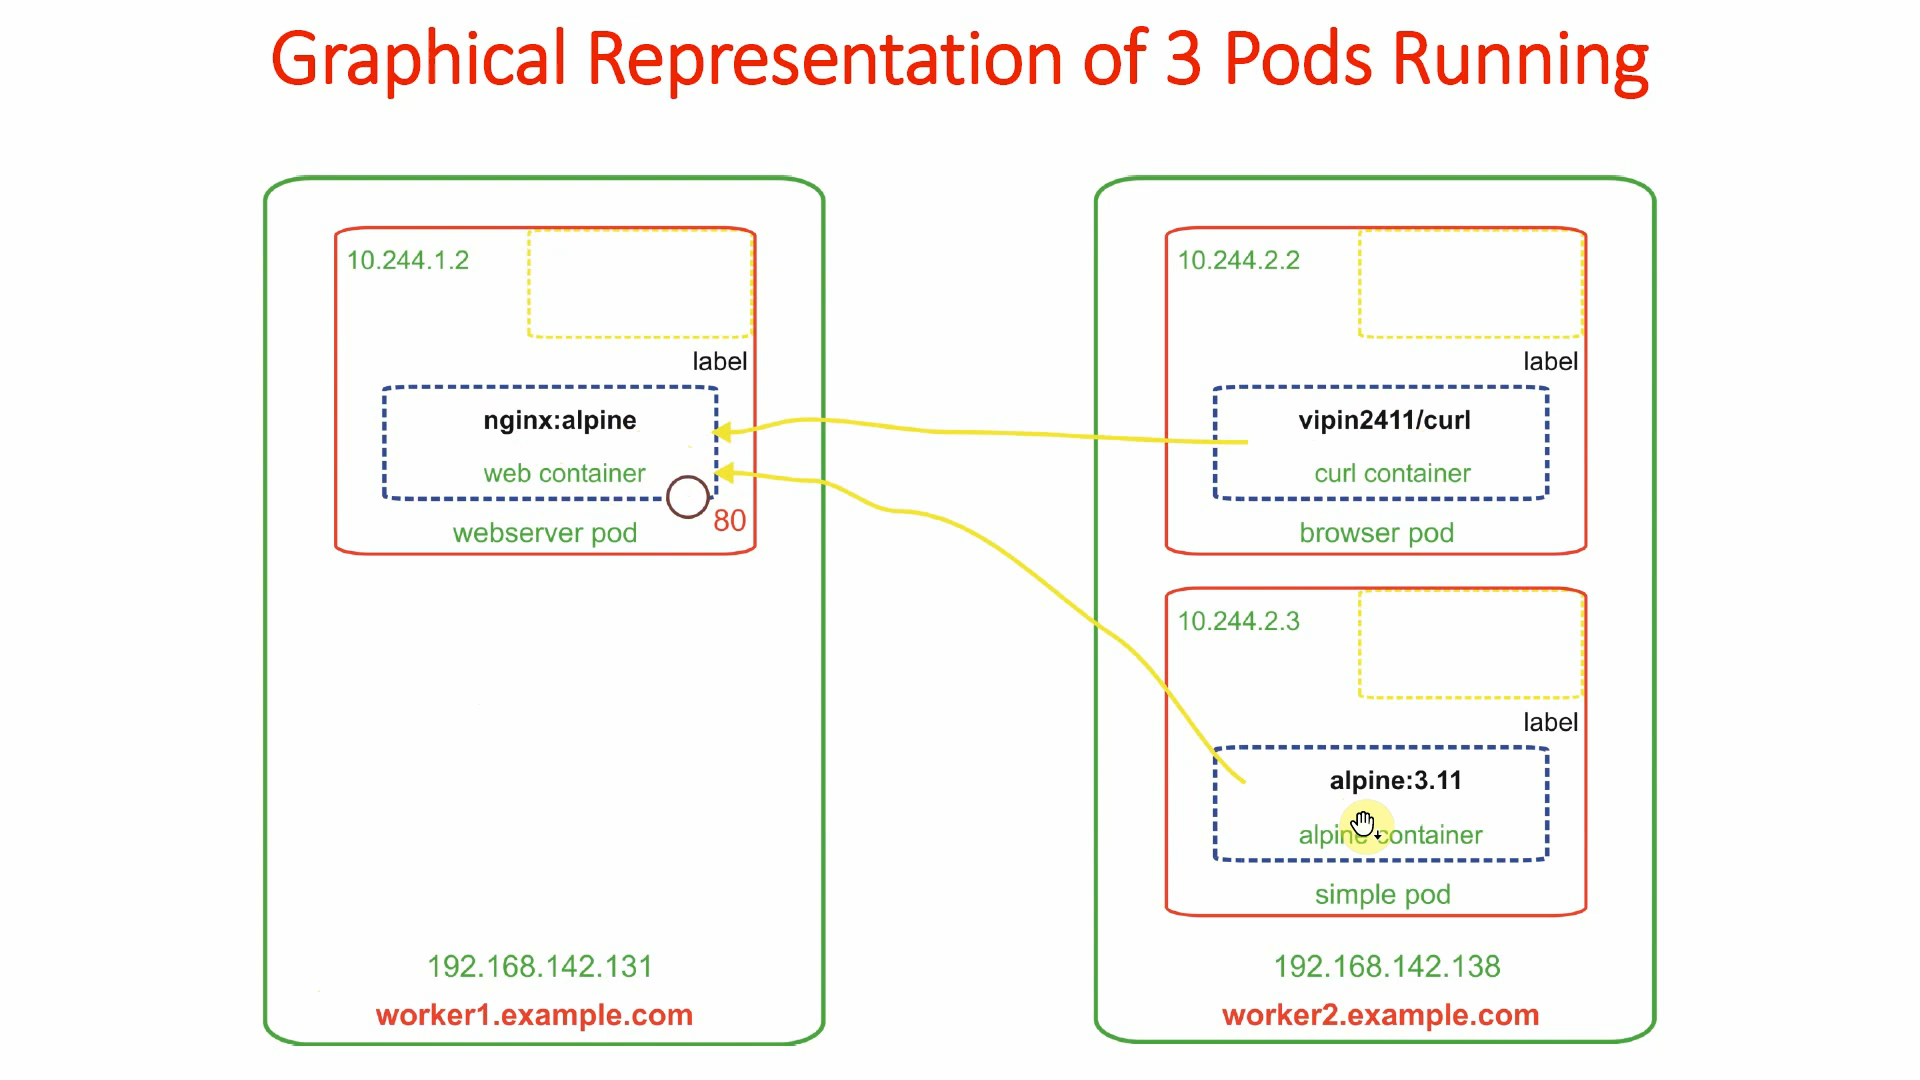 Graphical Representation of 3 Pods Running
10.244.1.2
label
nginx:alpine
web container
80
webserver pod
192.168.142.131
worker1.example.com
10.244.2.2
label
vipin2411/curl
curl container
browser pod
10.244.2.3
label
alpine:3.11
alpine container
simple pod
192.168.142.138
worker2.example.com